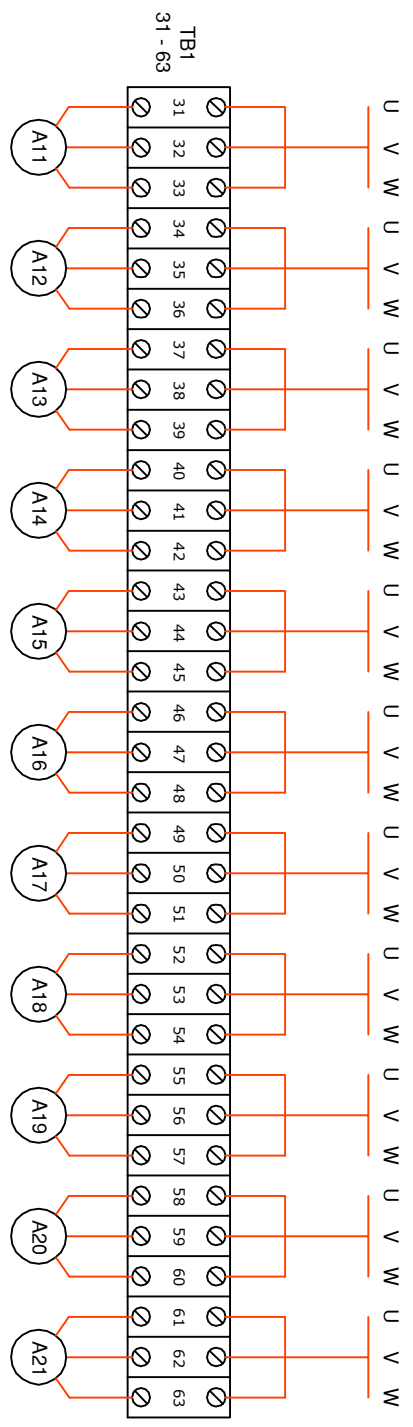 U V W U V W U V W U V W U V W U V W U V W U V W U V W U V W U V W
TB1
31 - 63
31 32 33 34 35 36 37 38 39 40 41 42 43 44 45 46 47 48 49 50 51 52 53 54 55 56 57 58 59 60 61 62 63
A11 A12 A13 A14 A15 A16 A17 A18 A19 A20 A21